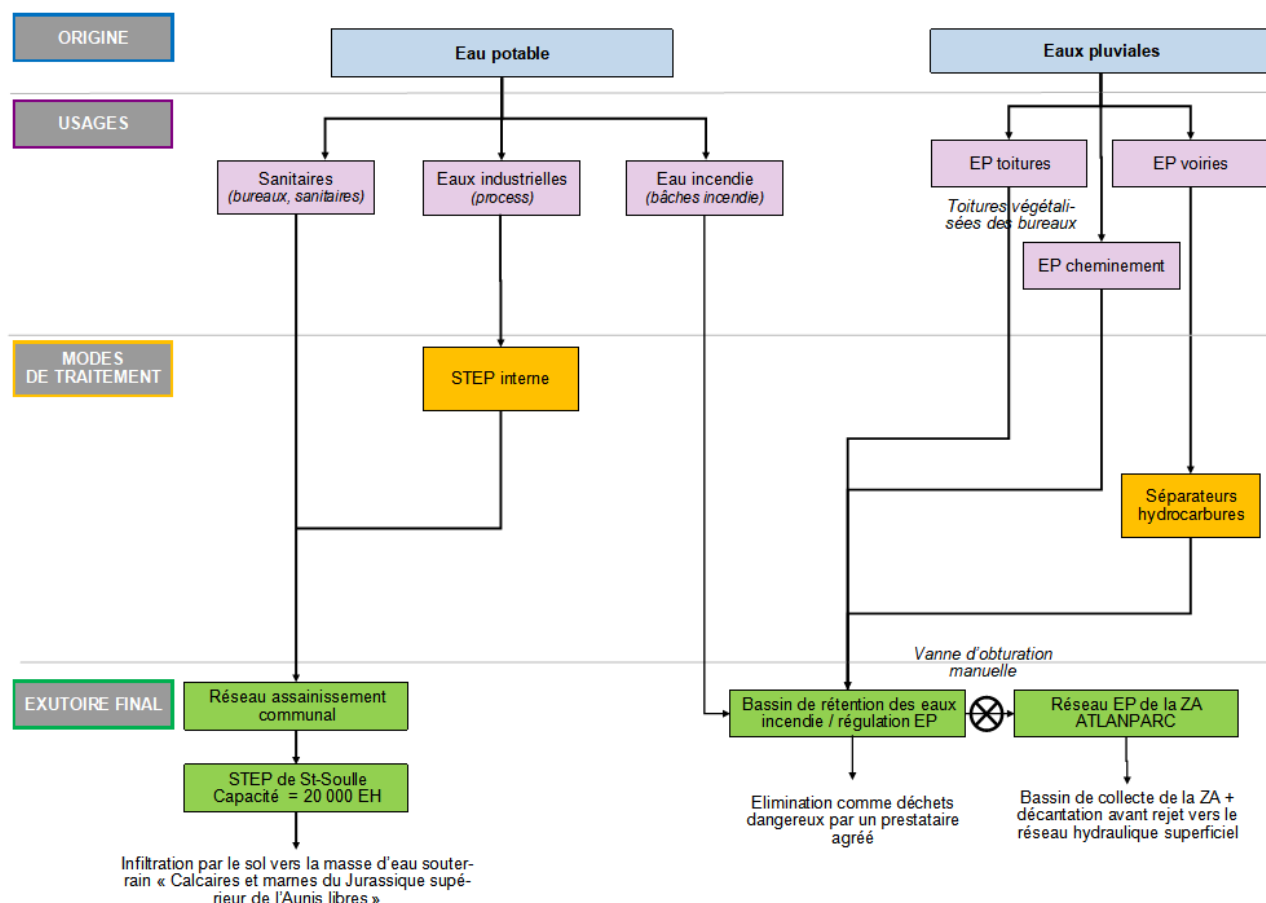 ORIGINE
Eau potable
Eaux pluviales
USAGES
Sanitaires
(bureaux, sanitaires)
Eaux industrielles
(process)
Eau incendie
(bâches incendie)
EP toitures
EP voiries
Toitures végétali-
sées des bureaux
EP cheminement
MODES
DE TRAITEMENT
STEP interne
Séparateurs
hydrocarbures
Vanne d'obturation
manuelle
EXUTOIRE FINAL
Réseau assainissement
communal
Bassin de rétention des eaux
incendie / régulation EP
Réseau EP de la ZA
ATLANPARC
STEP de St-Soulle
Capacité = 20 000 EH
Elimination comme déchets
dangereux par un prestataire
agréé
Bassin de collecte de la ZA +
décantation avant rejet vers le
réseau hydraulique superficiel
Infiltration par le sol vers la masse d'eau souter-
rain « Calcaires et marnes du Jurassique supé-
rieur de l'Aunis libres »